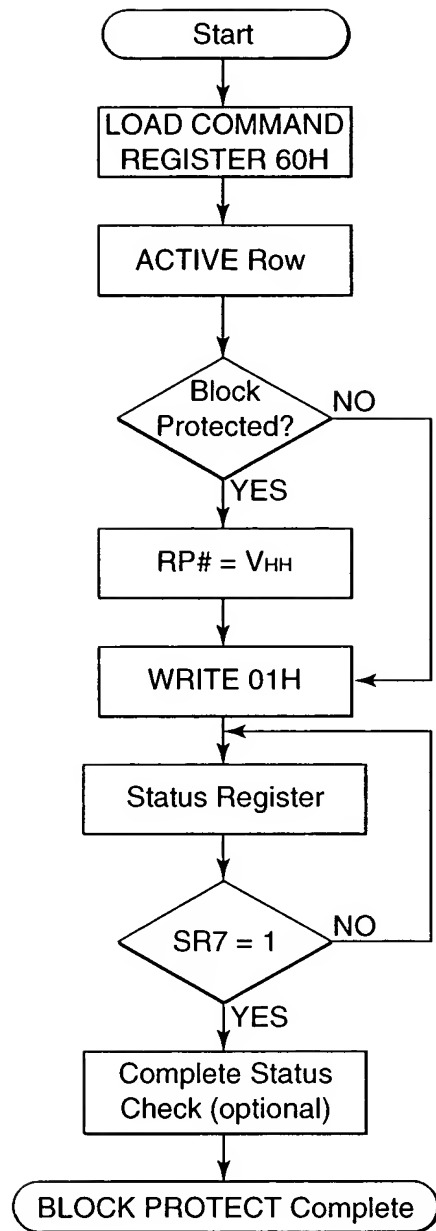 Start
LOAD COMMAND
REGISTER 60H
ACTIVE Row
Block
Protected?
NO
YES
RP# = VHH
WRITE 01H
Status Register
SR7 = 1
NO
YES
Complete Status
Check (optional)
BLOCK PROTECT Complete